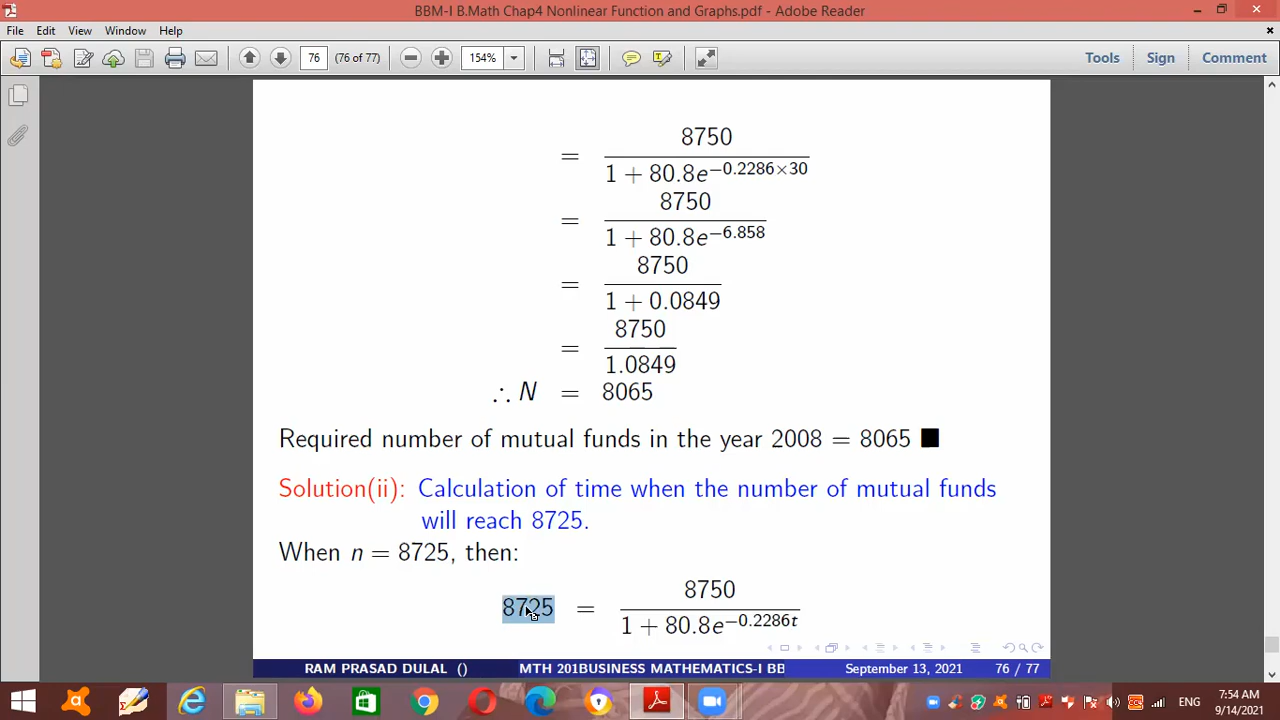 BBM-I B.Math Chap4 Nonlinear Function and Graphs.pdf - Adobe Reader
File Edit View Window Help
76 (76 of 77) 154% Tools Sign Comment
= 8750 / 1 + 80.8e^−0.2286×30
= 8750 / 1 + 80.8e^−6.858
= 8750 / 1 + 0.0849
= 8750 / 1.0849
∴ N = 8065
Required number of mutual funds in the year 2008 = 8065 ■
Solution(ii): Calculation of time when the number of mutual funds
will reach 8725.
When n = 8725, then:
8725 = 8750 / 1 + 80.8e^−0.2286t
RAM PRASAD DULAL () MTH 201BUSINESS MATHEMATICS-I BB September 13, 2021 76 / 77
ENG
7:54 AM
9/14/2021